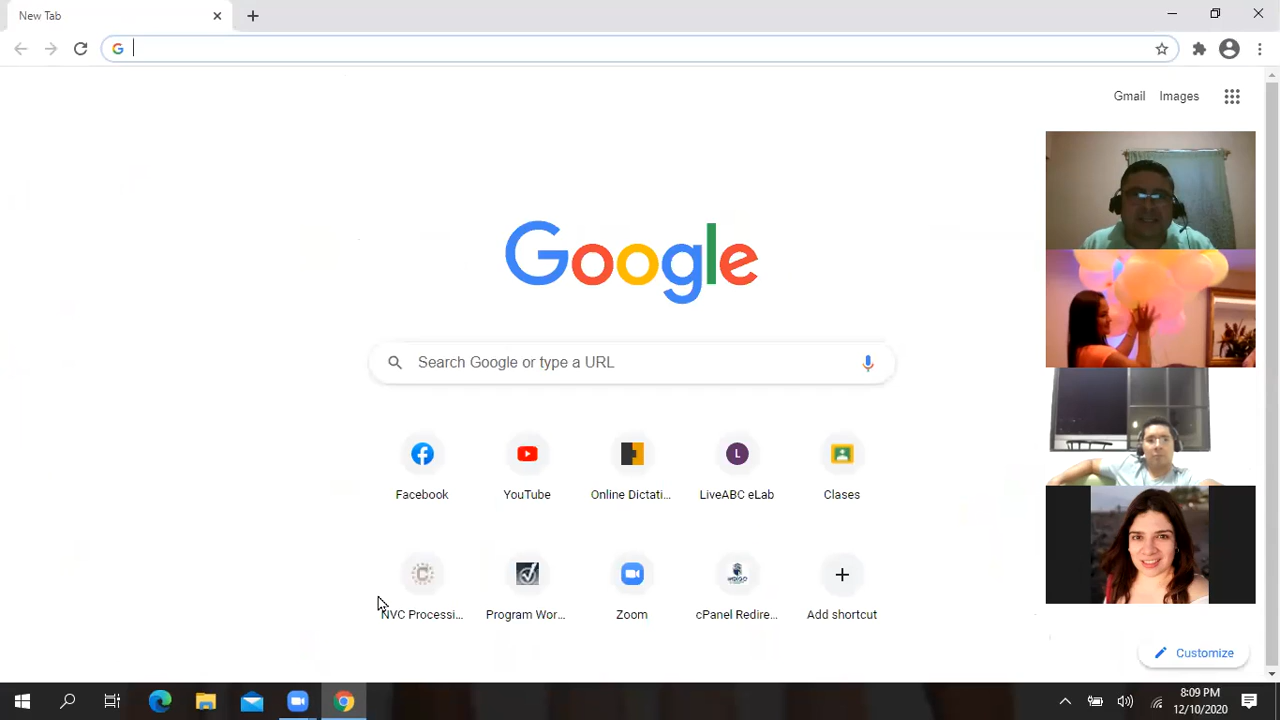 New Tab
Gmail Images
Google
Search Google or type a URL
Facebook YouTube Online Dictati... LiveABC eLab Clases
NVC Processi... Program Wor... Zoom cPanel Redire... Add shortcut
Customize
8:09 PM
12/10/2020